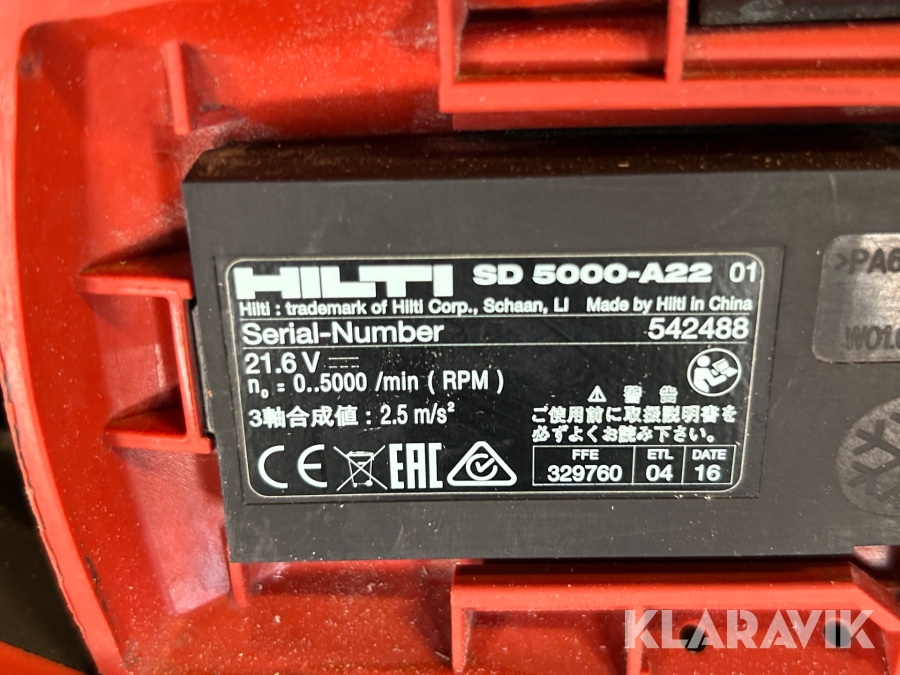 HILTI SD 5000-A22 01
Hilti : trademark of Hilti Corp., Schaan, LI Made by Hilti in China
Serial-Number 542488
21.6 V
n₀ = 0..5000 /min ( RPM )
3軸合成値 : 2.5 m/s²
警告
ご使用前に取扱説明書を
必ずよくお読み下さい。
CE EAC
FFE ETL DATE
329760 04 16
>PA6
KLARAVIK